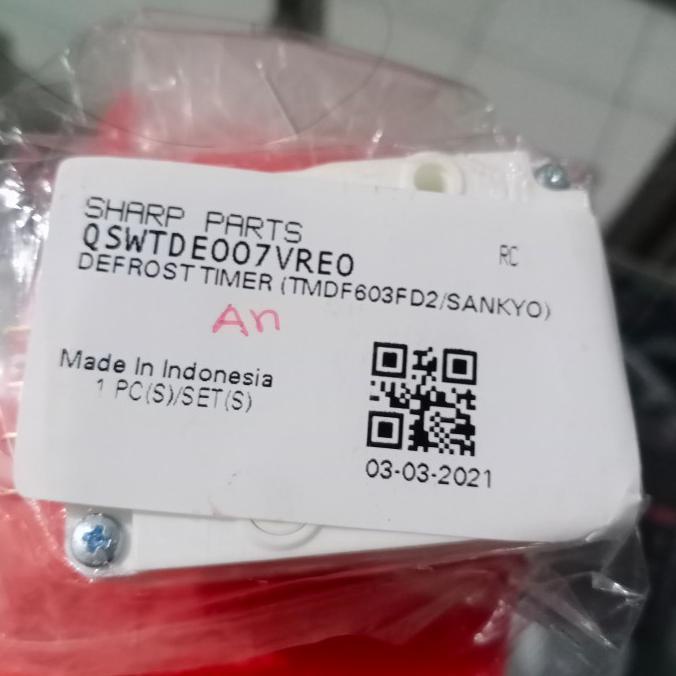 SHARP PARTS
QSWTDE007VRE0
RC
DEFROST TIMER (TMDF603FD2/SANKYO)
An
Made In Indonesia
1 PC(S)/SET(S)
03-03-2021